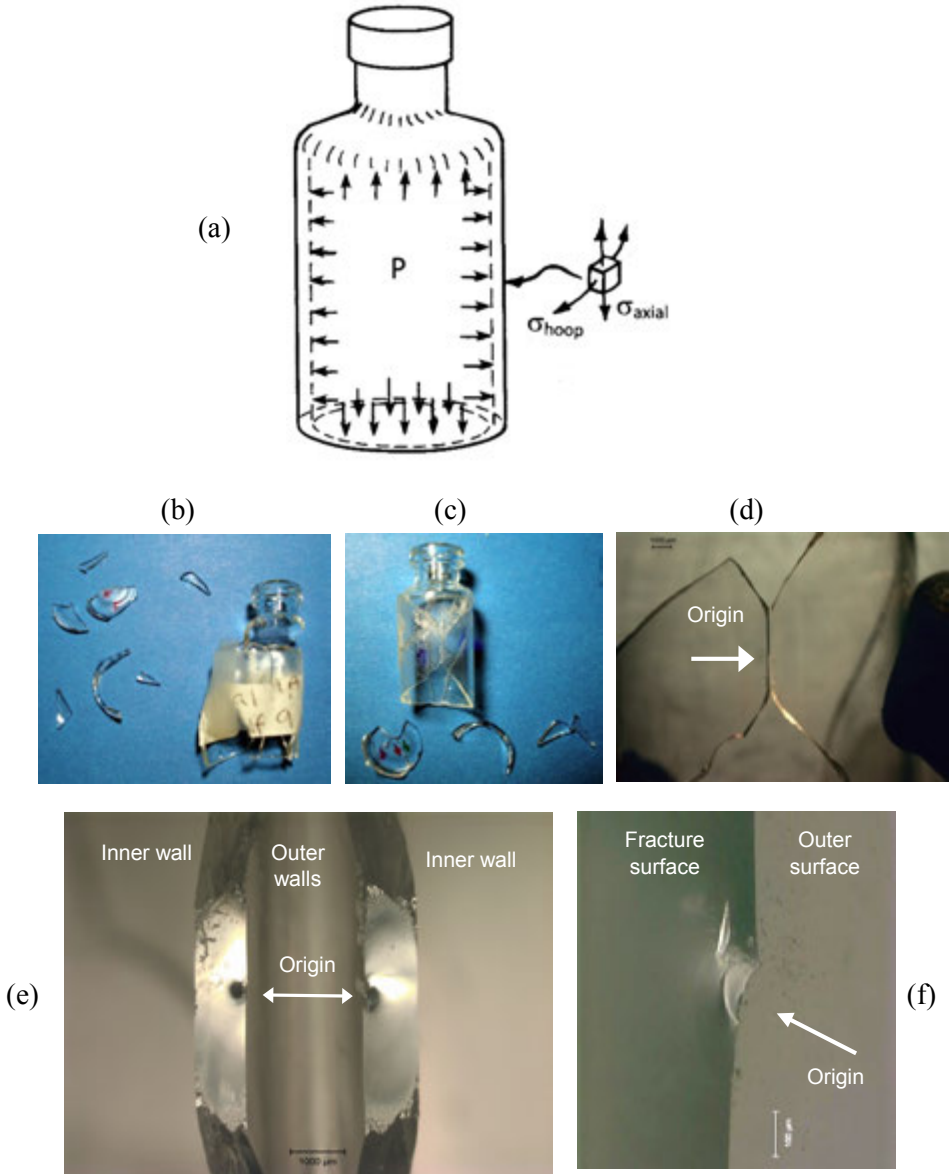 (a)
P
σhoop
σaxial
(b)
(c)
(d)
Origin
(e)
Inner wall
Outer
walls
Inner wall
Origin
1000 μm
Fracture
surface
Outer
surface
Origin
(f)